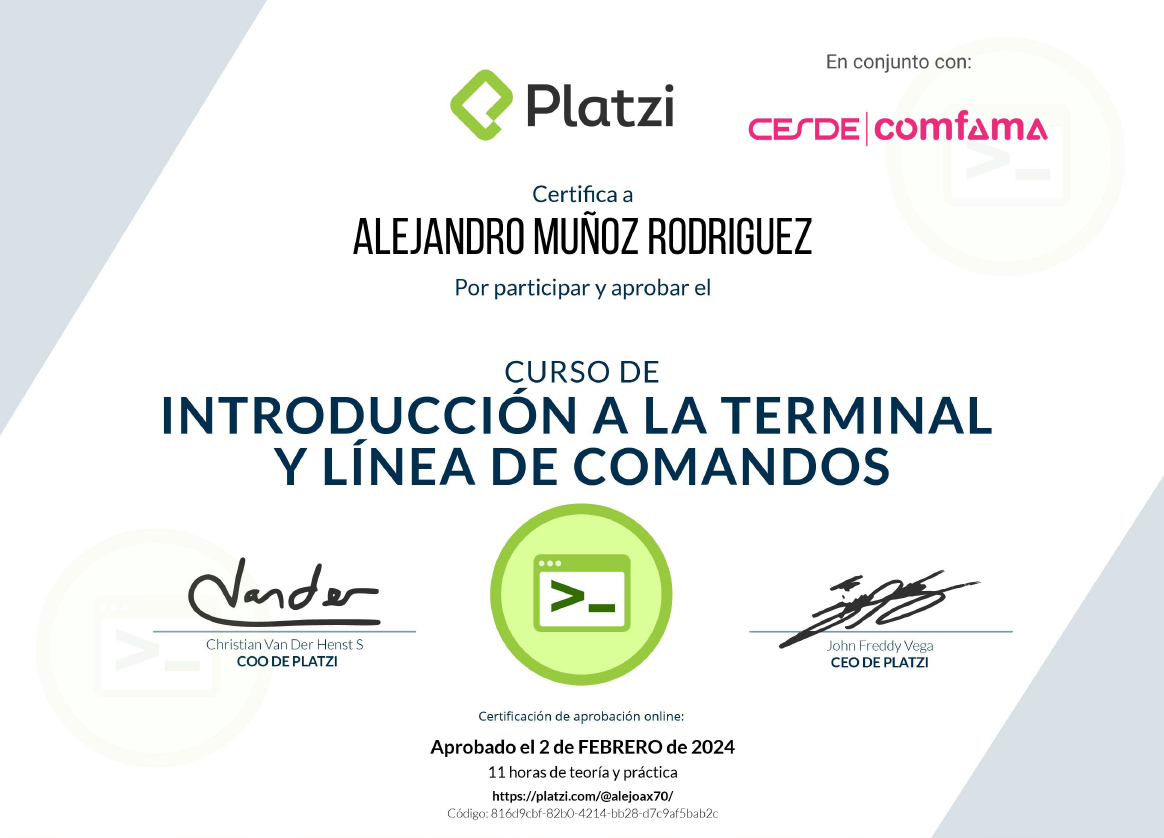 Platzi
En conjunto con:
CESDE | comfama
Certifica a
ALEJANDRO MUÑOZ RODRIGUEZ
Por participar y aprobar el
CURSO DE
INTRODUCCIÓN A LA TERMINAL
Y LÍNEA DE COMANDOS
>_
Vander
Christian Van Der Henst S
COO DE PLATZI
John Freddy Vega
CEO DE PLATZI
Certificación de aprobación online:
Aprobado el 2 de FEBRERO de 2024
11 horas de teoría y práctica
https://platzi.com/@alejoax70/
Código: 816d9cbf-82b0-4214-bb28-d7c9af5bab2c